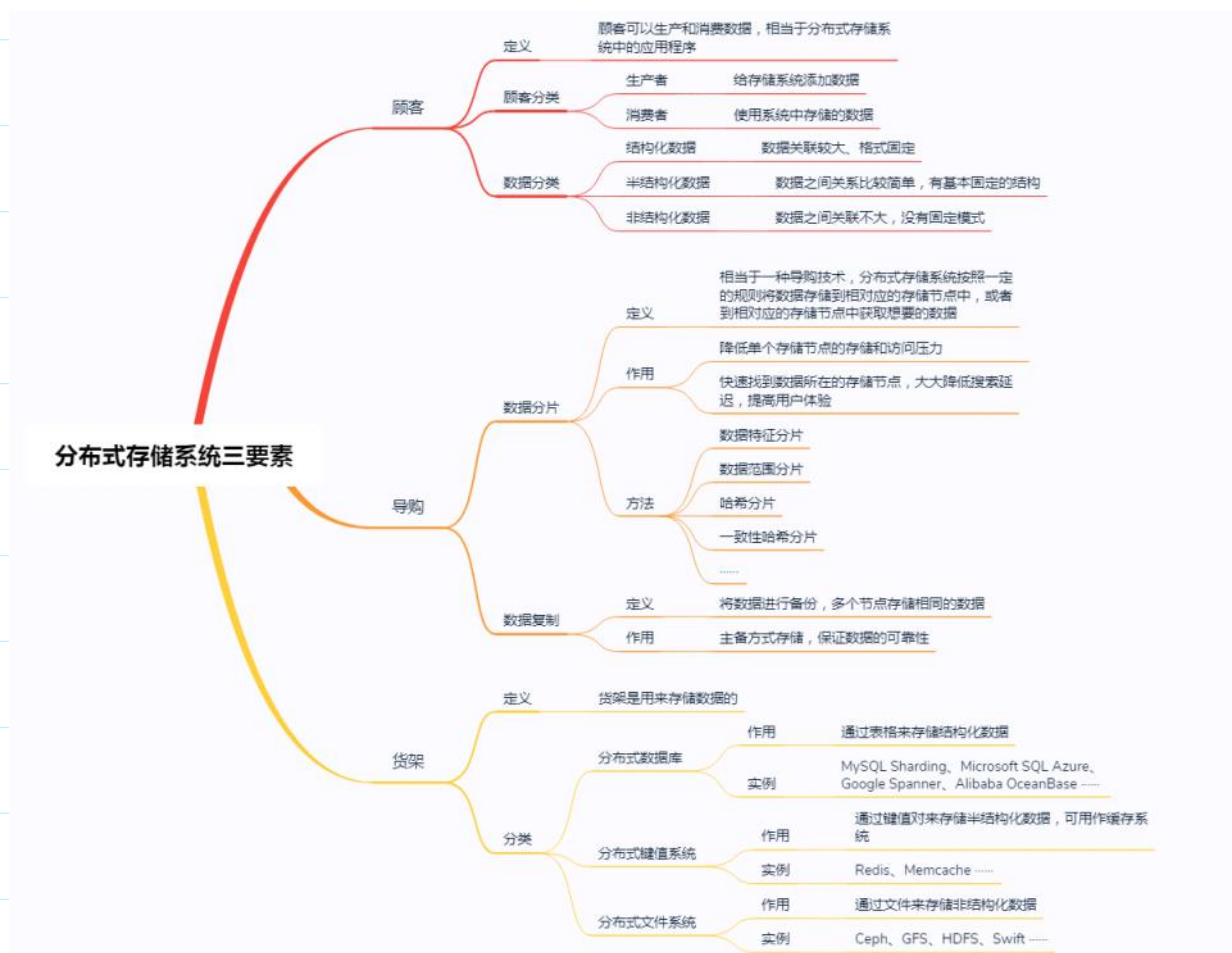 分布式存储系统三要素
顾客
定义
顾客可以生产和消费数据，相当于分布式存储系
统中的应用程序
顾客分类
生产者
给存储系统添加数据
消费者
使用系统中存储的数据
数据分类
结构化数据
数据关联较大、格式固定
半结构化数据
数据之间关系比较简单，有基本固定的结构
非结构化数据
数据之间关联不大，没有固定模式
导购
数据分片
定义
相当于一种导购技术，分布式存储系统按照一定
的规则将数据存储到相对应的存储节点中，或者
到相对应的存储节点中获取想要的数据
作用
降低单个存储节点的存储和访问压力
快速找到数据所在的存储节点，大大降低搜索延
迟，提高用户体验
方法
数据特征分片
数据范围分片
哈希分片
一致性哈希分片
……
数据复制
定义
将数据进行备份，多个节点存储相同的数据
作用
主备方式存储，保证数据的可靠性
货架
定义
货架是用来存储数据的
分类
分布式数据库
作用
通过表格来存储结构化数据
实例
MySQL Sharding、Microsoft SQL Azure、
Google Spanner、Alibaba OceanBase ……
分布式键值系统
作用
通过键值对来存储半结构化数据，可用作缓存系
统
实例
Redis、Memcache ……
分布式文件系统
作用
通过文件来存储非结构化数据
实例
Ceph、GFS、HDFS、Swift ……